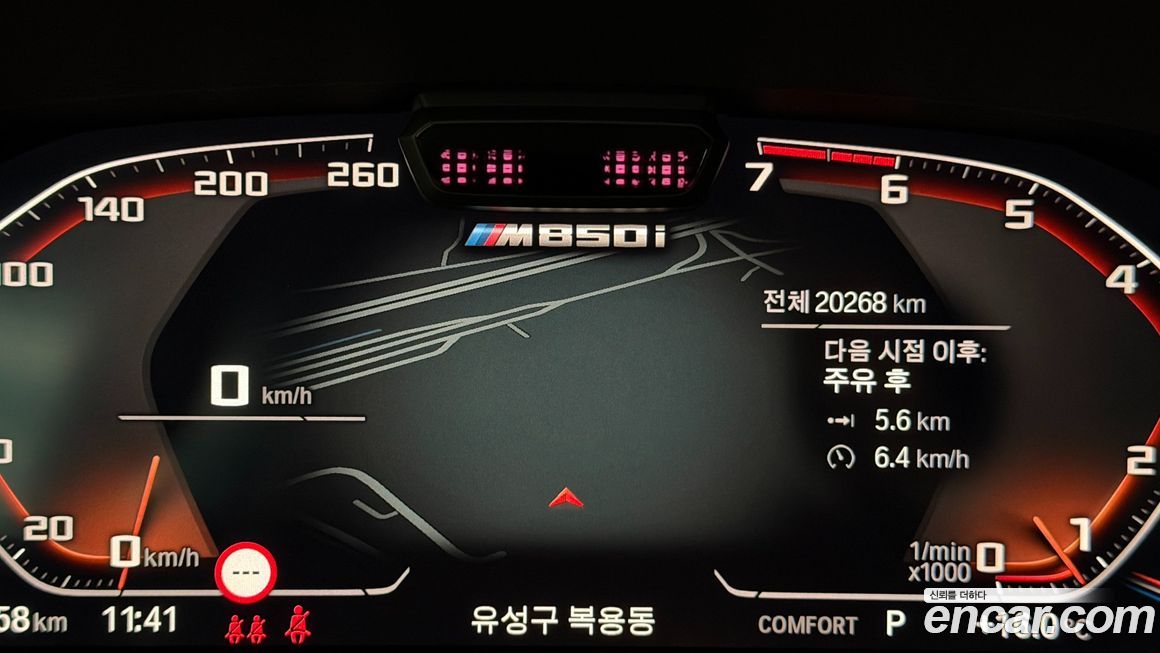 260
200
140
100
7
6
5
4
2
1
M850i
전체 20268 km
다음 시점 이후:
주유 후
5.6 km
6.4 km/h
0 km/h
20
0 km/h
---
1/min
x1000
0
58 km
11:41
유성구 복용동
COMFORT
P
신뢰를 더하다
encar.com